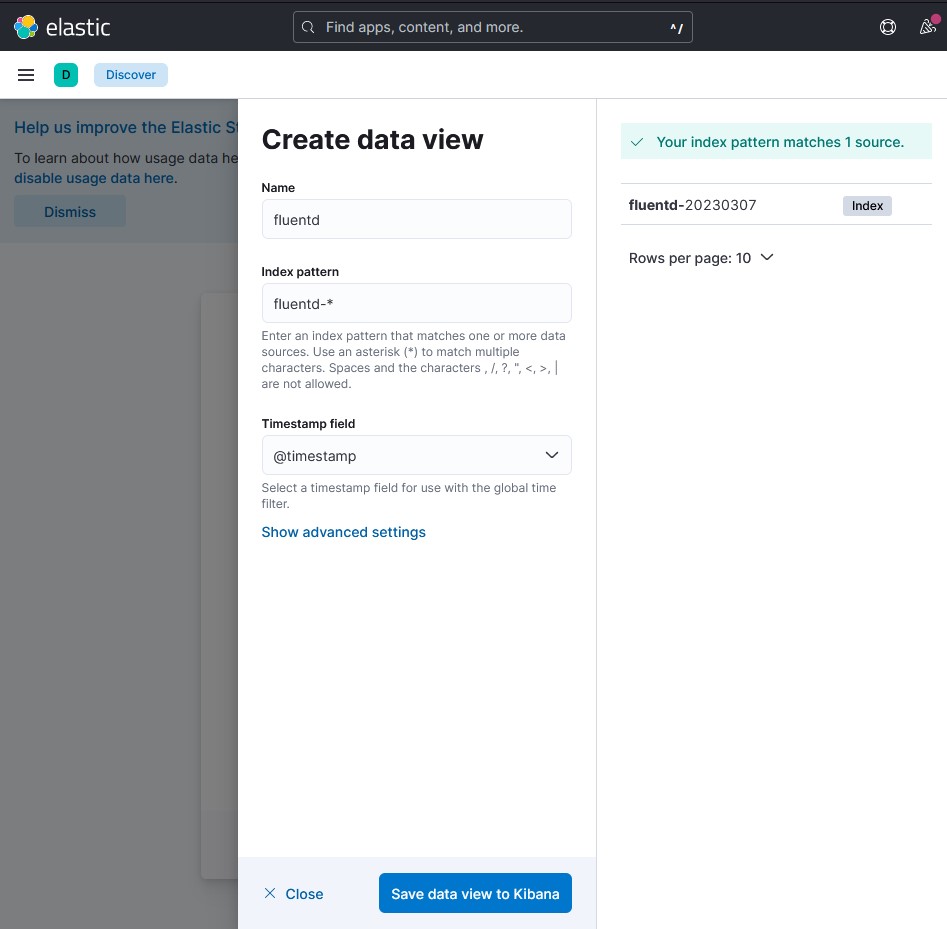 elastic
Find apps, content, and more.
^/
D
Discover
Help us improve the Elastic
To learn about how usage data he
disable usage data here.
Dismiss
Create data view
Name
fluentd
Index pattern
fluentd-*
Enter an index pattern that matches one or more data
sources. Use an asterisk (*) to match multiple
characters. Spaces and the characters , /, ?, ", <, >, |
are not allowed.
Timestamp field
@timestamp
Select a timestamp field for use with the global time
filter.
Show advanced settings
Close
Save data view to Kibana
Your index pattern matches 1 source.
fluentd-20230307
Index
Rows per page: 10